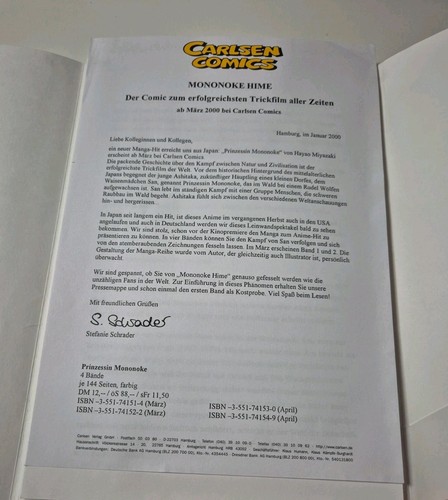 CARLSEN
COMICS
MONONOKE HIME
Der Comic zum erfolgreichsten Trickfilm aller Zeiten
ab März 2000 bei Carlsen Comics
Hamburg, im Januar 2000
Liebe Kolleginnen und Kollegen,
ein neuer Manga-Hit erreicht uns aus Japan: „Prinzessin Mononoke" von Hayao Miyazaki
erscheint ab März bei Carlsen Comics
Die packende Geschichte über den Kampf zwischen Natur und Zivilisation ist der
erfolgreichste Trickfilm der Welt. Vor dem historischen Hintergrund des mittelalterlichen
Japans begegnet der junge Ashitaka, zukünftiger Häuptling eines kleinen Dorfes, dem
Waisenmädchen San, genannt Prinzessin Mononoke, das im Wald bei einem Rudel Wölfen
aufgewachsen ist. San lebt im ständigen Kampf mit einer Gruppe Menschen, die schweren
Raubbau im Wald begeht. Ashitaka fühlt sich zwischen den verschiedenen Weltanschauungen
hin- und hergerissen.
In Japan seit langem ein Hit, ist dieses Anime im vergangenen Herbst auch in den USA
angelaufen und auch in Deutschland werden wir dieses Leinwandspektakel bald zu sehen
bekommen. Wir sind stolz, schon vor der Kinopremiere den Manga zum Anime-Hit zu
präsentieren zu können. In vier Bänden können Sie den Kampf von San verfolgen und sich
von den atemberaubenden Zeichnungen fesseln lassen. Im März erscheinen Band 1 und 2. Die
Gestaltung der Manga-Reihe wurde vom Autor, der gleichzeitig auch Illustrator ist, persönlich
überwacht.
Wir sind gespannt, ob Sie von „Mononoke Hime" genauso gefesselt werden wie die
unzähligen Fans in der Welt. Zur Einführung in dieses Phänomen erhalten Sie unsere
Pressemappe und schon einmal den ersten Band als Kostprobe. Viel Spaß beim Lesen!
Mit freundlichen Grüßen
S. Schrader
Stefanie Schrader
Prinzessin Mononoke
4 Bände
je 144 Seiten, farbig
DM 12,– / öS 88,– / sFr 11,50
ISBN –3-551-74151-4 (März) ISBN –3-551-74153-0 (April)
ISBN –3-551-74152-2 (März) ISBN –3-551-74154-9 (April)
Carlsen Verlag GmbH